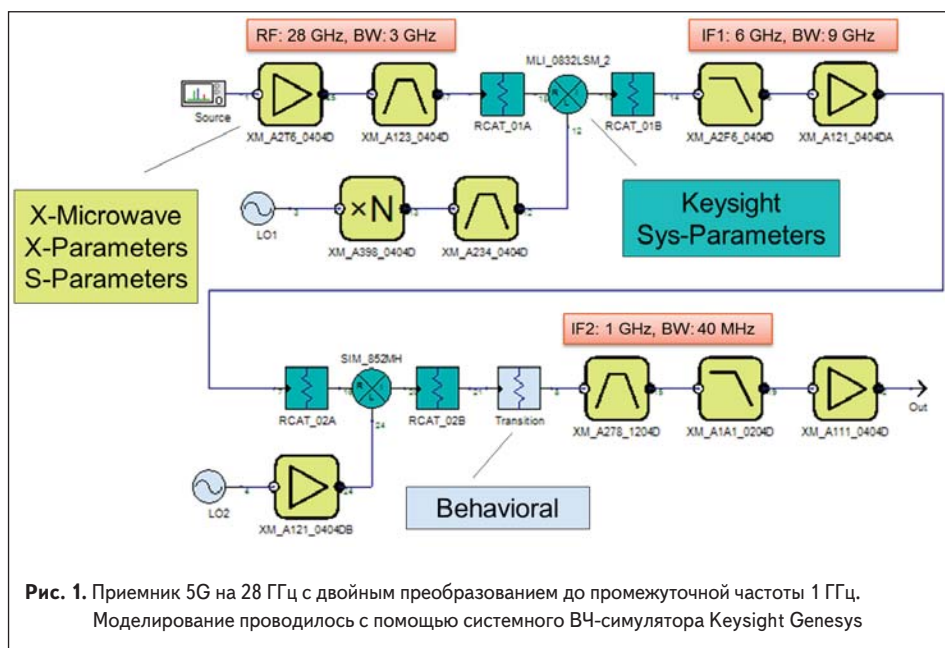 RF: 28 GHz, BW: 3 GHz
IF1: 6 GHz, BW: 9 GHz
MLI_0832LSM_2
Source
XM_A2T6_0404D
XM_A123_0404D
RCAT_01A
RCAT_01B
XM_A2F6_0404D
XM_A121_0404DA
12
X-Microwave
X-Parameters
S-Parameters
×N
LO1
XM_A398_0404D
XM_A234_0404D
Keysight
Sys-Parameters
IF2: 1 GHz, BW: 40 MHz
SIM_852MH
RCAT_02A
RCAT_02B
Transition
XM_A278_1204D
XM_A1A1_0204D
XM_A111_0404D
Out
24
LO2
XM_A121_0404DB
Behavioral
Рис. 1. Приемник 5G на 28 ГГц с двойным преобразованием до промежуточной частоты 1 ГГц.
Моделирование проводилось с помощью системного ВЧ-симулятора Keysight Genesys